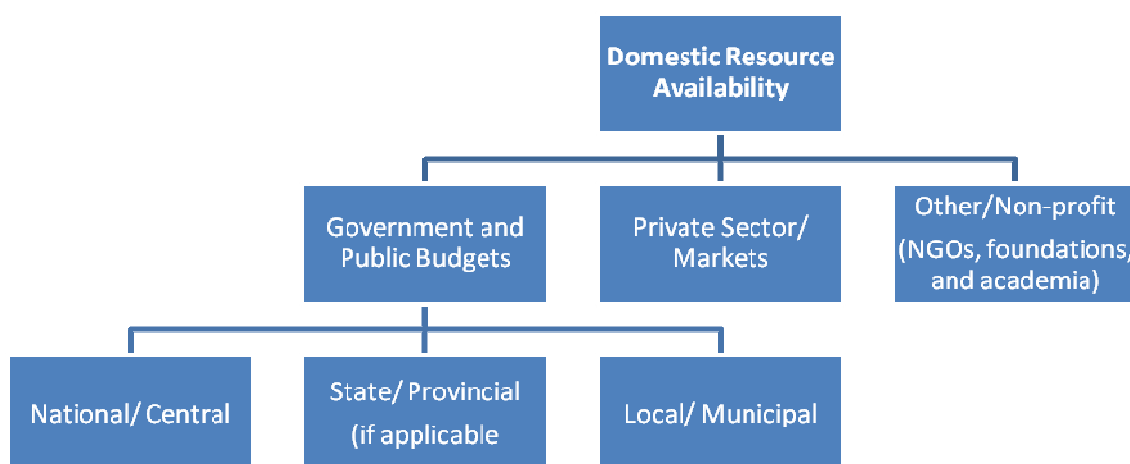 Domestic Resource
Availability
Government and
Public Budgets
Private Sector/
Markets
Other/Non-profit
(NGOs, foundations,
and academia)
National/ Central
State/ Provincial
(if applicable
Local/ Municipal